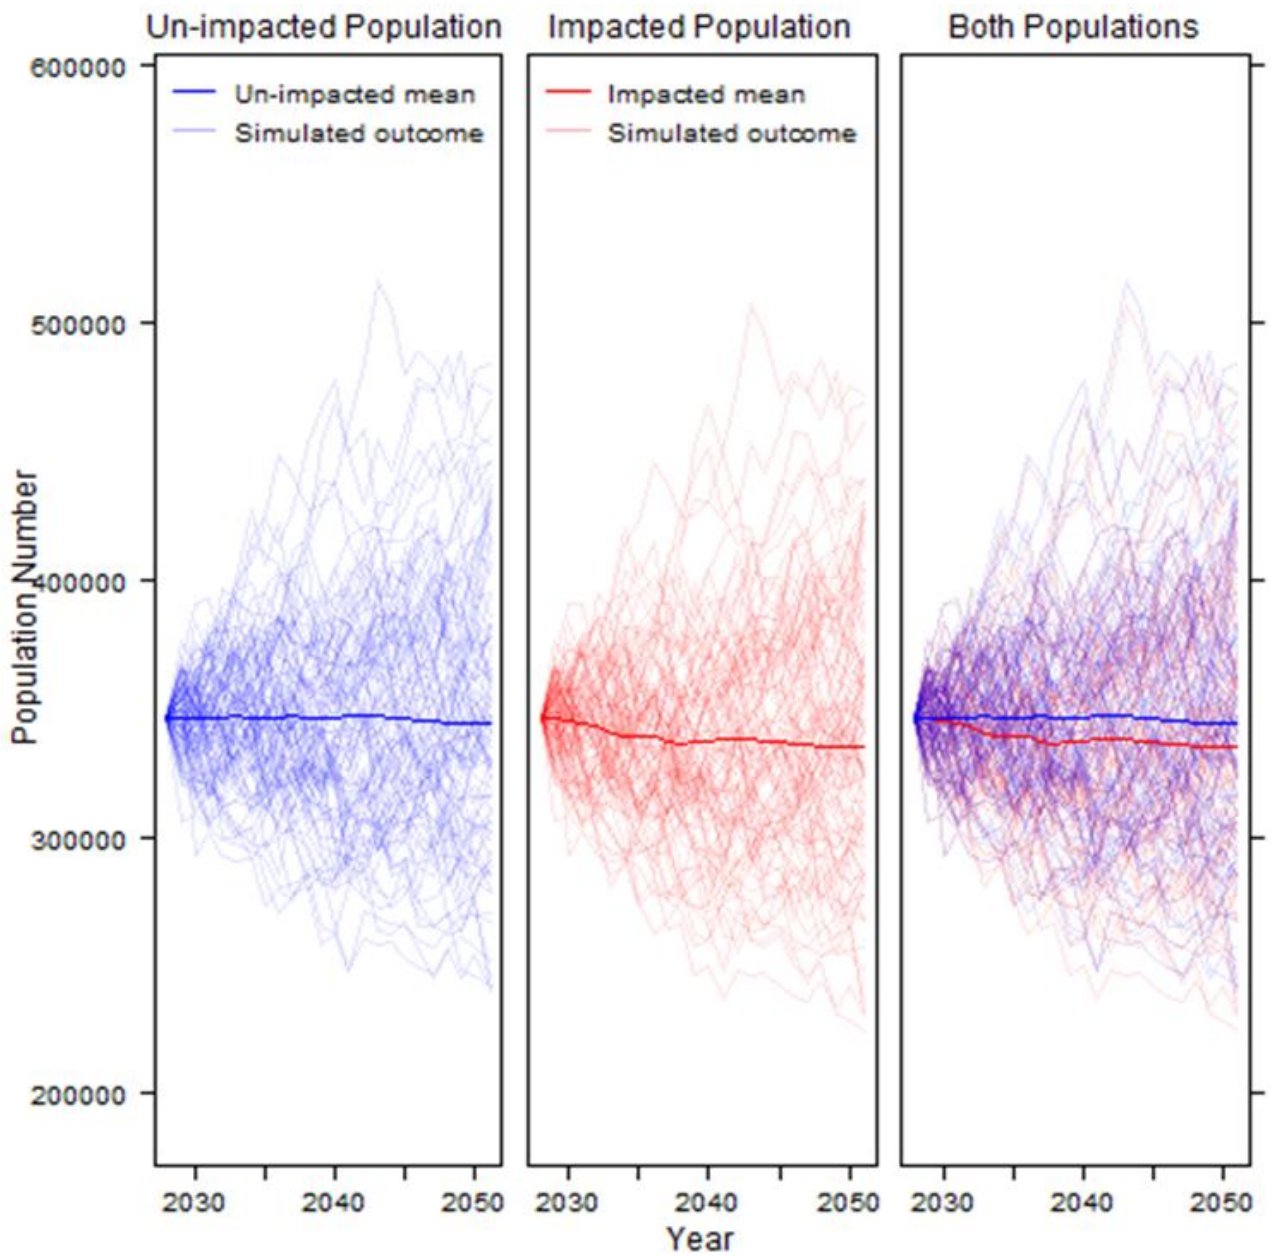 Un-impacted Population
Impacted Population
Both Populations
Un-impacted mean
Simulated outcome
Impacted mean
Simulated outcome
Population Number
600000
500000
400000
300000
200000
2030 2040 2050
2030 2040 2050
2030 2040 2050
Year